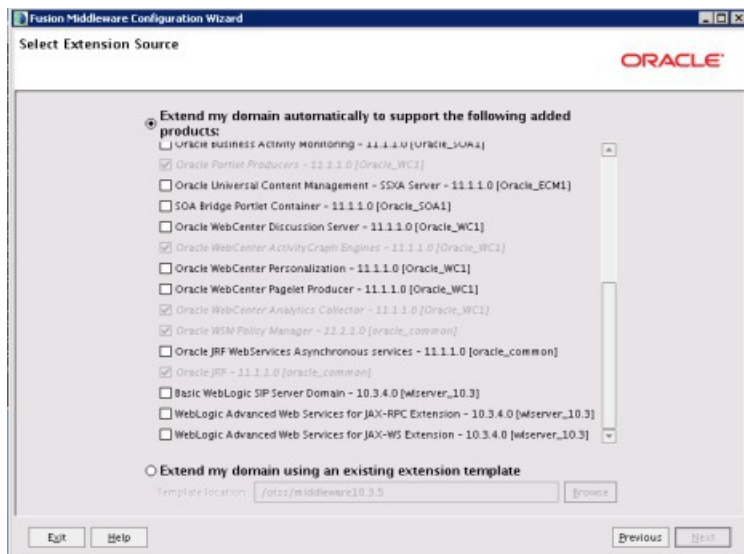 Fusion Middleware Configuration Wizard
Select Extension Source
ORACLE
Extend my domain automatically to support the following added
products:
Oracle Business Activity Monitoring - 11.1.1.0 [Oracle_SOA1]
Oracle Portlet Producers - 11.1.1.0 [Oracle_WC1]
Oracle Universal Content Management - SSXA Server - 11.1.1.0 [Oracle_ECM1]
SOA Bridge Portlet Container - 11.1.1.0 [Oracle_SOA1]
Oracle WebCenter Discussion Server - 11.1.1.0 [Oracle_WC1]
Oracle WebCenter ActivityGraph Engines - 11.1.1.0 [Oracle_WC1]
Oracle WebCenter Personalization - 11.1.1.0 [Oracle_WC1]
Oracle WebCenter Pagelet Producer - 11.1.1.0 [Oracle_WC1]
Oracle WebCenter Analytics Collector - 11.1.1.0 [Oracle_WC1]
Oracle WSM Policy Manager - 11.1.1.0 [oracle_common]
Oracle JRF WebServices Asynchronous services - 11.1.1.0 [oracle_common]
Oracle JRF - 11.1.1.0 [oracle_common]
Basic WebLogic SIP Server Domain - 10.3.4.0 [wlserver_10.3]
WebLogic Advanced Web Services for JAX-RPC Extension - 10.3.4.0 [wlserver_10.3]
WebLogic Advanced Web Services for JAX-WS Extension - 10.3.4.0 [wlserver_10.3]
Extend my domain using an existing extension template
Template location: /otss/middleware10.3.5 Browse
Exit Help Previous Next